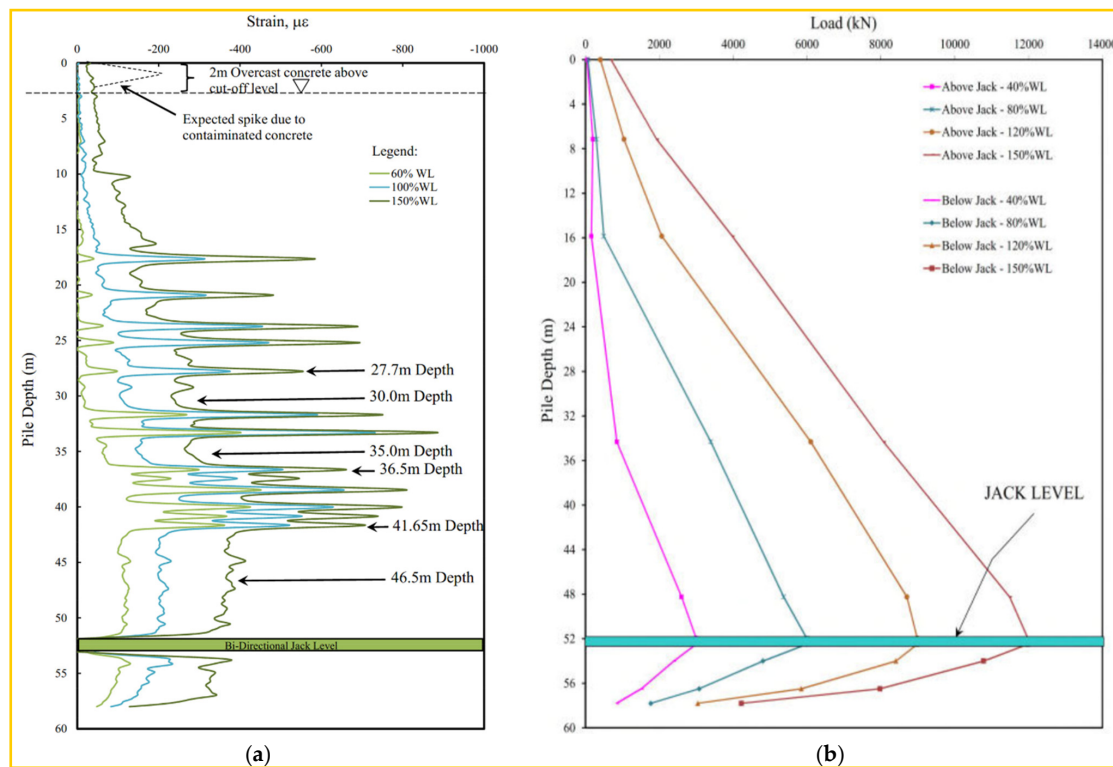 Strain, με
0
-200
-400
-600
-800
-1000
0
5
10
15
20
25
30
35
40
45
50
55
60
Pile Depth (m)
2m Overcast concrete above
cut-off level
Expected spike due to
contaiminated concrete
Legend:
60% WL
100%WL
150%WL
27.7m Depth
30.0m Depth
35.0m Depth
36.5m Depth
41.65m Depth
46.5m Depth
Bi-Directional Jack Level
(a)
Load (kN)
0
2000
4000
6000
8000
10000
12000
14000
0
4
8
12
16
20
24
28
32
36
40
44
48
52
56
60
Pile Depth (m)
Above Jack - 40%WL
Above Jack - 80%WL
Above Jack - 120%WL
Above Jack - 150%WL
Below Jack - 40%WL
Below Jack - 80%WL
Below Jack - 120%WL
Below Jack - 150%WL
JACK LEVEL
(b)